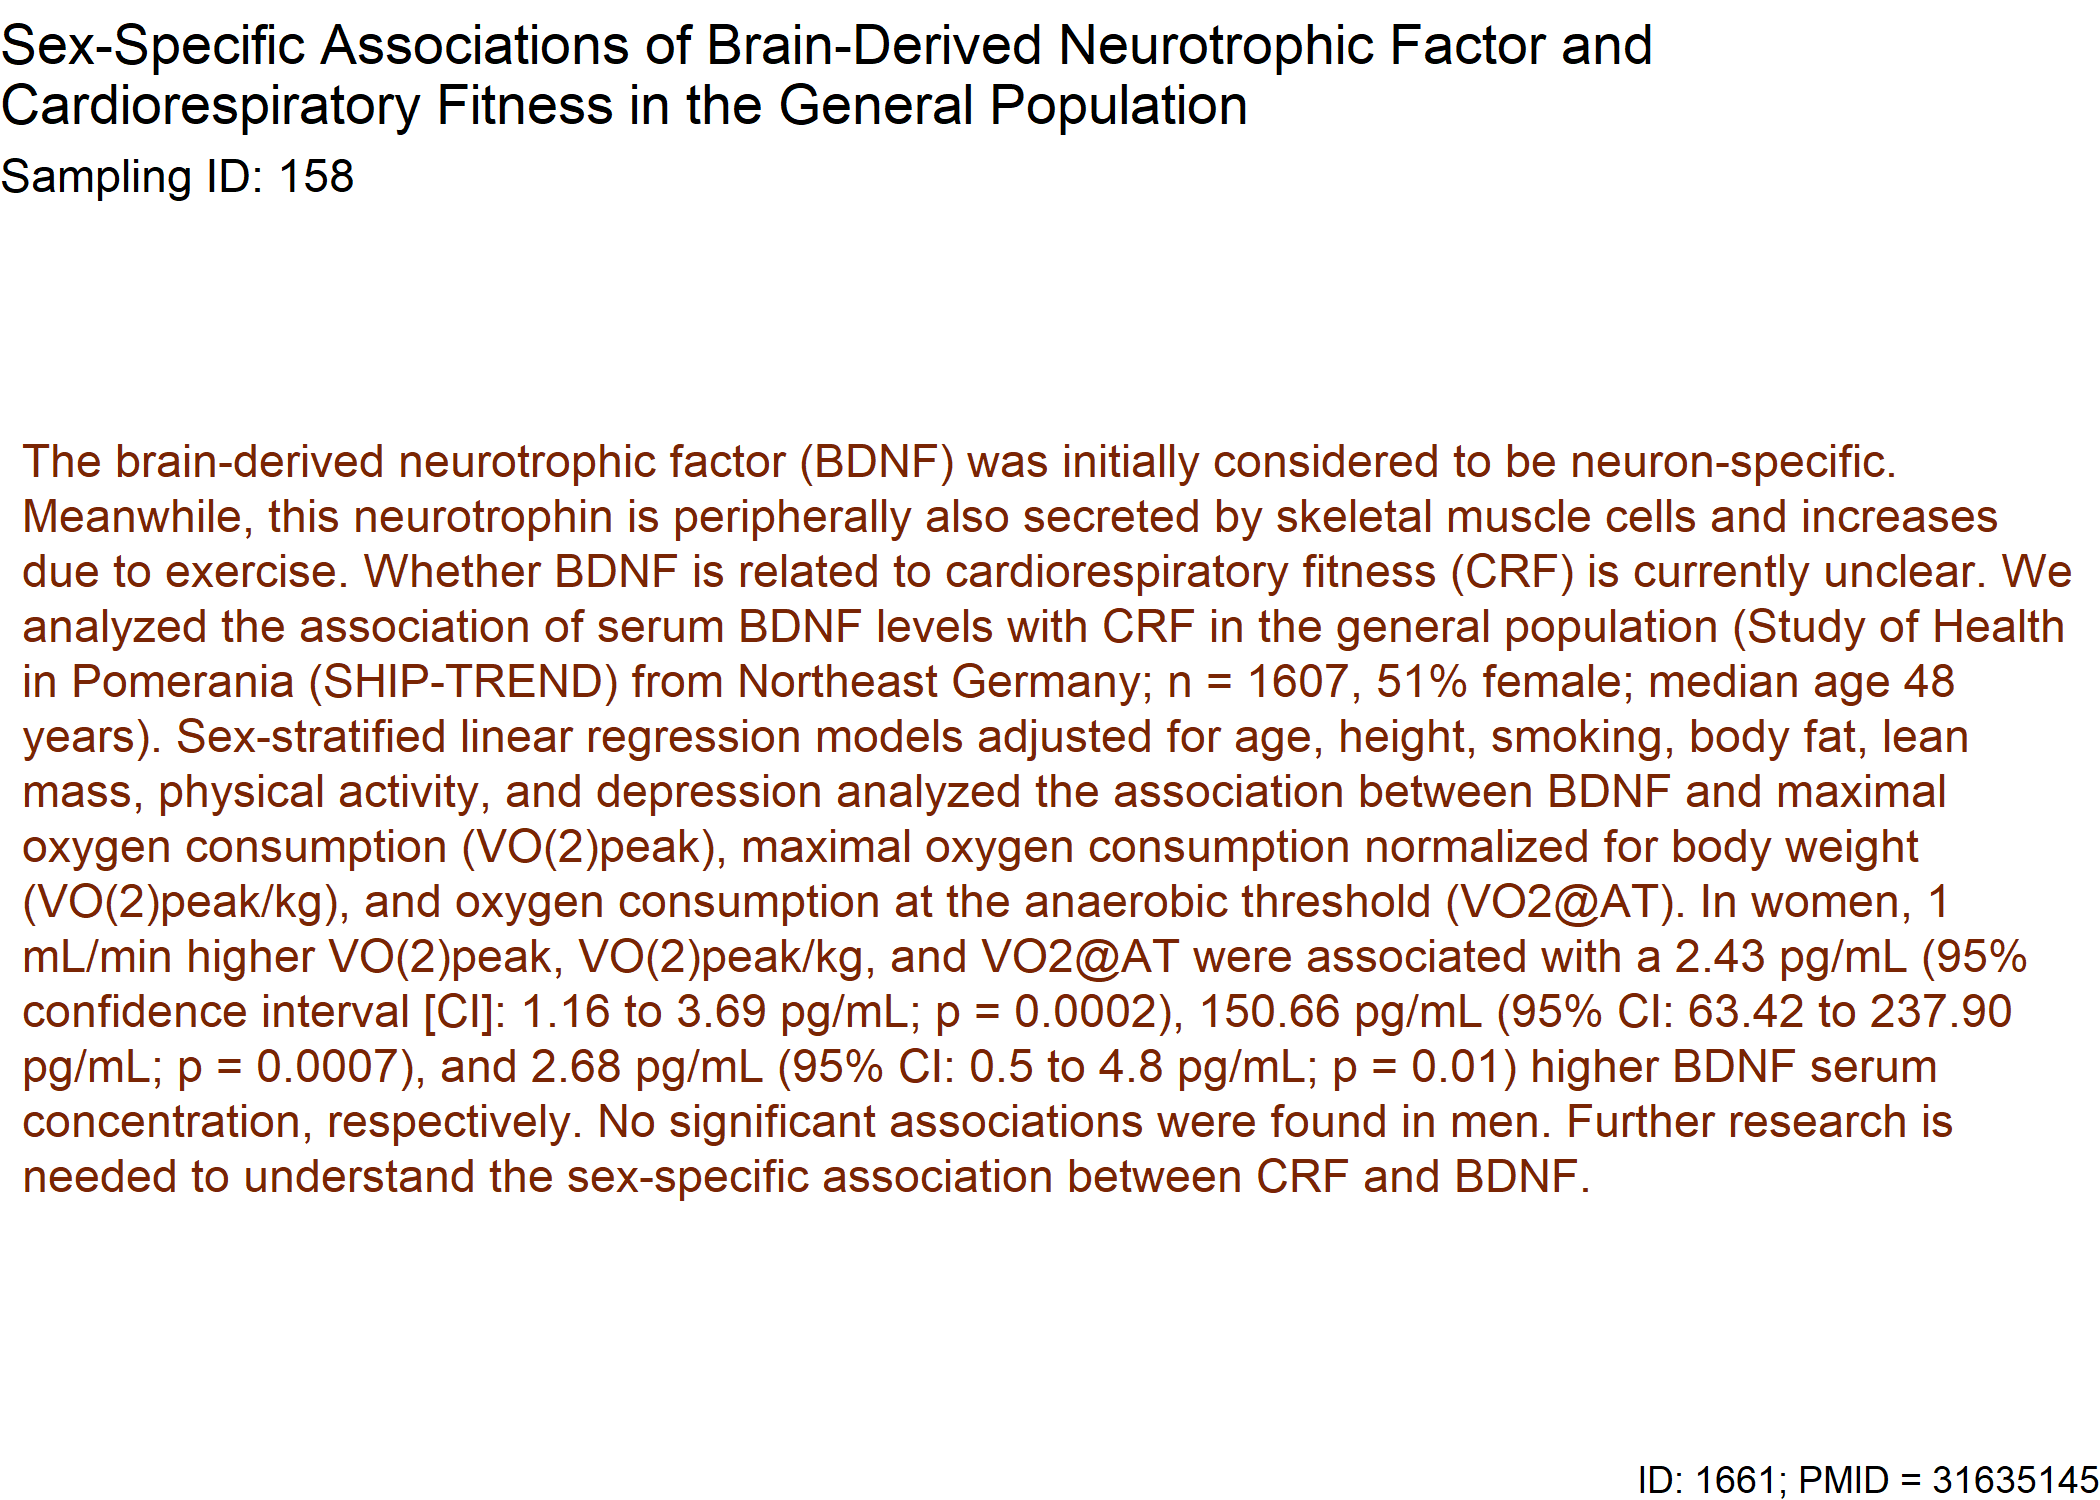 Sex-Specific Associations of Brain-Derived Neurotrophic Factor and
Cardiorespiratory Fitness in the General Population
Sampling ID: 158
The brain-derived neurotrophic factor (BDNF) was initially considered to be neuron-specific.
Meanwhile, this neurotrophin is peripherally also secreted by skeletal muscle cells and increases
due to exercise. Whether BDNF is related to cardiorespiratory fitness (CRF) is currently unclear. We
analyzed the association of serum BDNF levels with CRF in the general population (Study of Health
in Pomerania (SHIP-TREND) from Northeast Germany; n = 1607, 51% female; median age 48
years). Sex-stratified linear regression models adjusted for age, height, smoking, body fat, lean
mass, physical activity, and depression analyzed the association between BDNF and maximal
oxygen consumption (VO(2)peak), maximal oxygen consumption normalized for body weight
(VO(2)peak/kg), and oxygen consumption at the anaerobic threshold (VO2@AT). In women, 1
mL/min higher VO(2)peak, VO(2)peak/kg, and VO2@AT were associated with a 2.43 pg/mL (95%
confidence interval [CI]: 1.16 to 3.69 pg/mL; p = 0.0002), 150.66 pg/mL (95% CI: 63.42 to 237.90
pg/mL; p = 0.0007), and 2.68 pg/mL (95% CI: 0.5 to 4.8 pg/mL; p = 0.01) higher BDNF serum
concentration, respectively. No significant associations were found in men. Further research is
needed to understand the sex-specific association between CRF and BDNF.
ID: 1661; PMID = 31635145